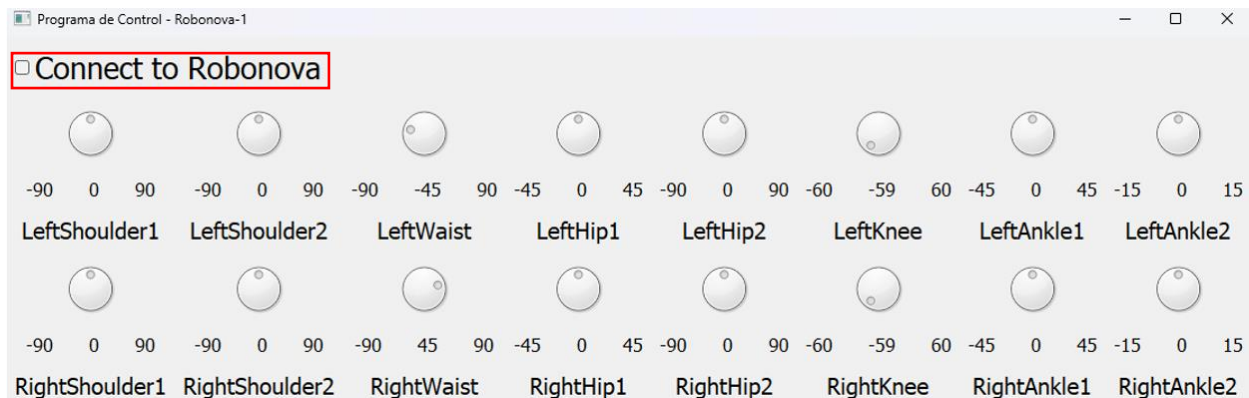 Programa de Control - Robonova-1
Connect to Robonova
-90 0 90 -90 0 90 -90 -45 90 -45 0 45 -90 0 90 -60 -59 60 -45 0 45 -15 0 15
LeftShoulder1 LeftShoulder2 LeftWaist LeftHip1 LeftHip2 LeftKnee LeftAnkle1 LeftAnkle2
-90 0 90 -90 0 90 -90 45 90 -45 0 45 -90 0 90 -60 -59 60 -45 0 45 -15 0 15
RightShoulder1 RightShoulder2 RightWaist RightHip1 RightHip2 RightKnee RightAnkle1 RightAnkle2